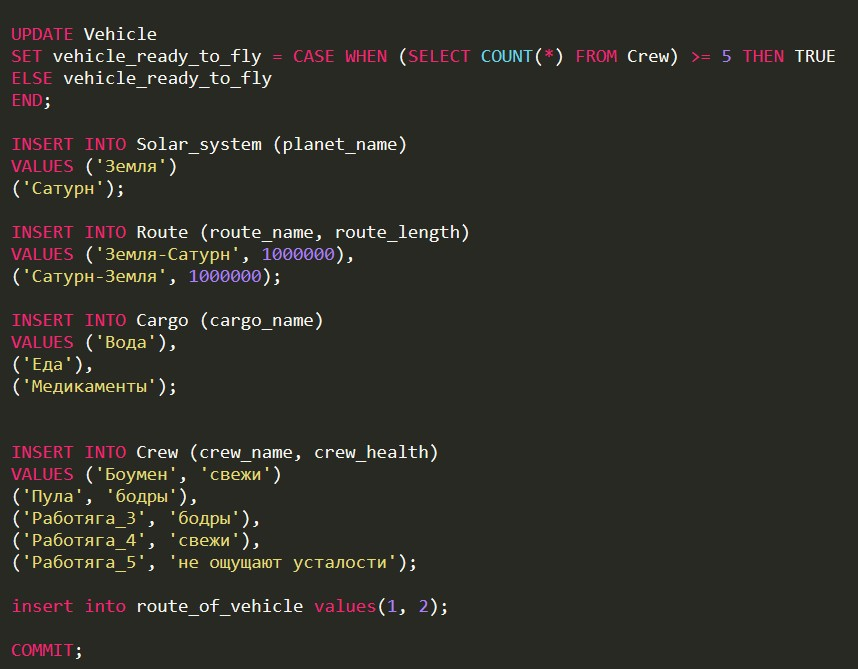 UPDATE Vehicle
SET vehicle_ready_to_fly = CASE WHEN (SELECT COUNT(*) FROM Crew) >= 5 THEN TRUE
ELSE vehicle_ready_to_fly
END;
INSERT INTO Solar_system (planet_name)
VALUES ('Земля')
('Сатурн');
INSERT INTO Route (route_name, route_length)
VALUES ('Земля-Сатурн', 1000000),
('Сатурн-Земля', 1000000);
INSERT INTO Cargo (cargo_name)
VALUES ('Вода'),
('Еда'),
('Медикаменты');
INSERT INTO Crew (crew_name, crew_health)
VALUES ('Боумен', 'свежи')
('Пула', 'бодры'),
('Работяга_3', 'бодры'),
('Работяга_4', 'свежи'),
('Работяга_5', 'не ощущают усталости');
insert into route_of_vehicle values(1, 2);
COMMIT;